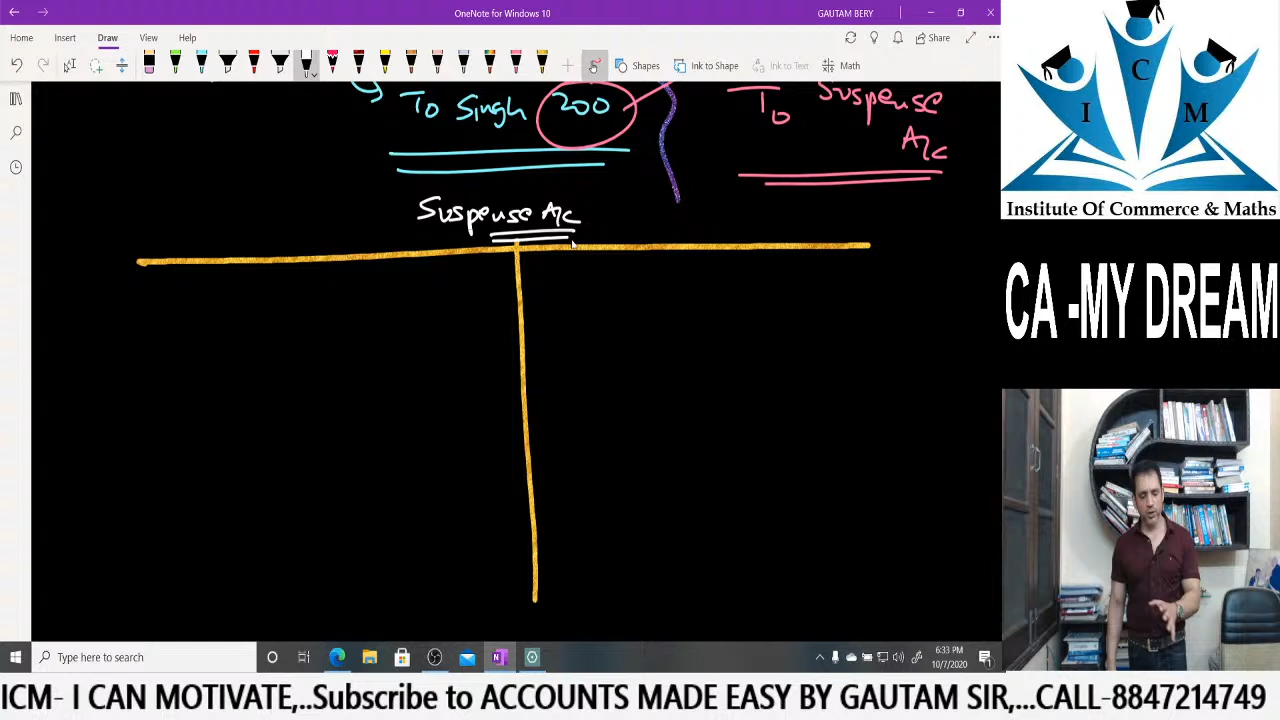 OneNote for Windows 10
GAUTAM BERY
Home Insert Draw View Help
Share
Shapes
Ink to Shape
Ink to Text
Math
To Singh 200
To Suspense
A/c
Suspense A/c
I C M
Institute Of Commerce & Maths
CA -MY DREAM
Type here to search
6:33 PM
10/7/2020
ICM- I CAN MOTIVATE,..Subscribe to ACCOUNTS MADE EASY BY GAUTAM SIR,...CALL-8847214749